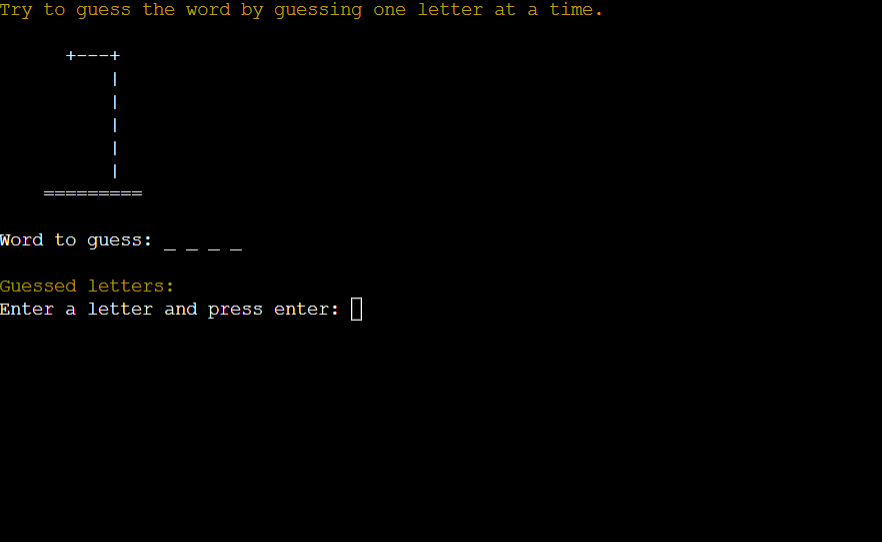 Try to guess the word by guessing one letter at a time.
+---+
|
|
|
|
|
=========
Word to guess: _ _ _ _
Guessed letters:
Enter a letter and press enter: